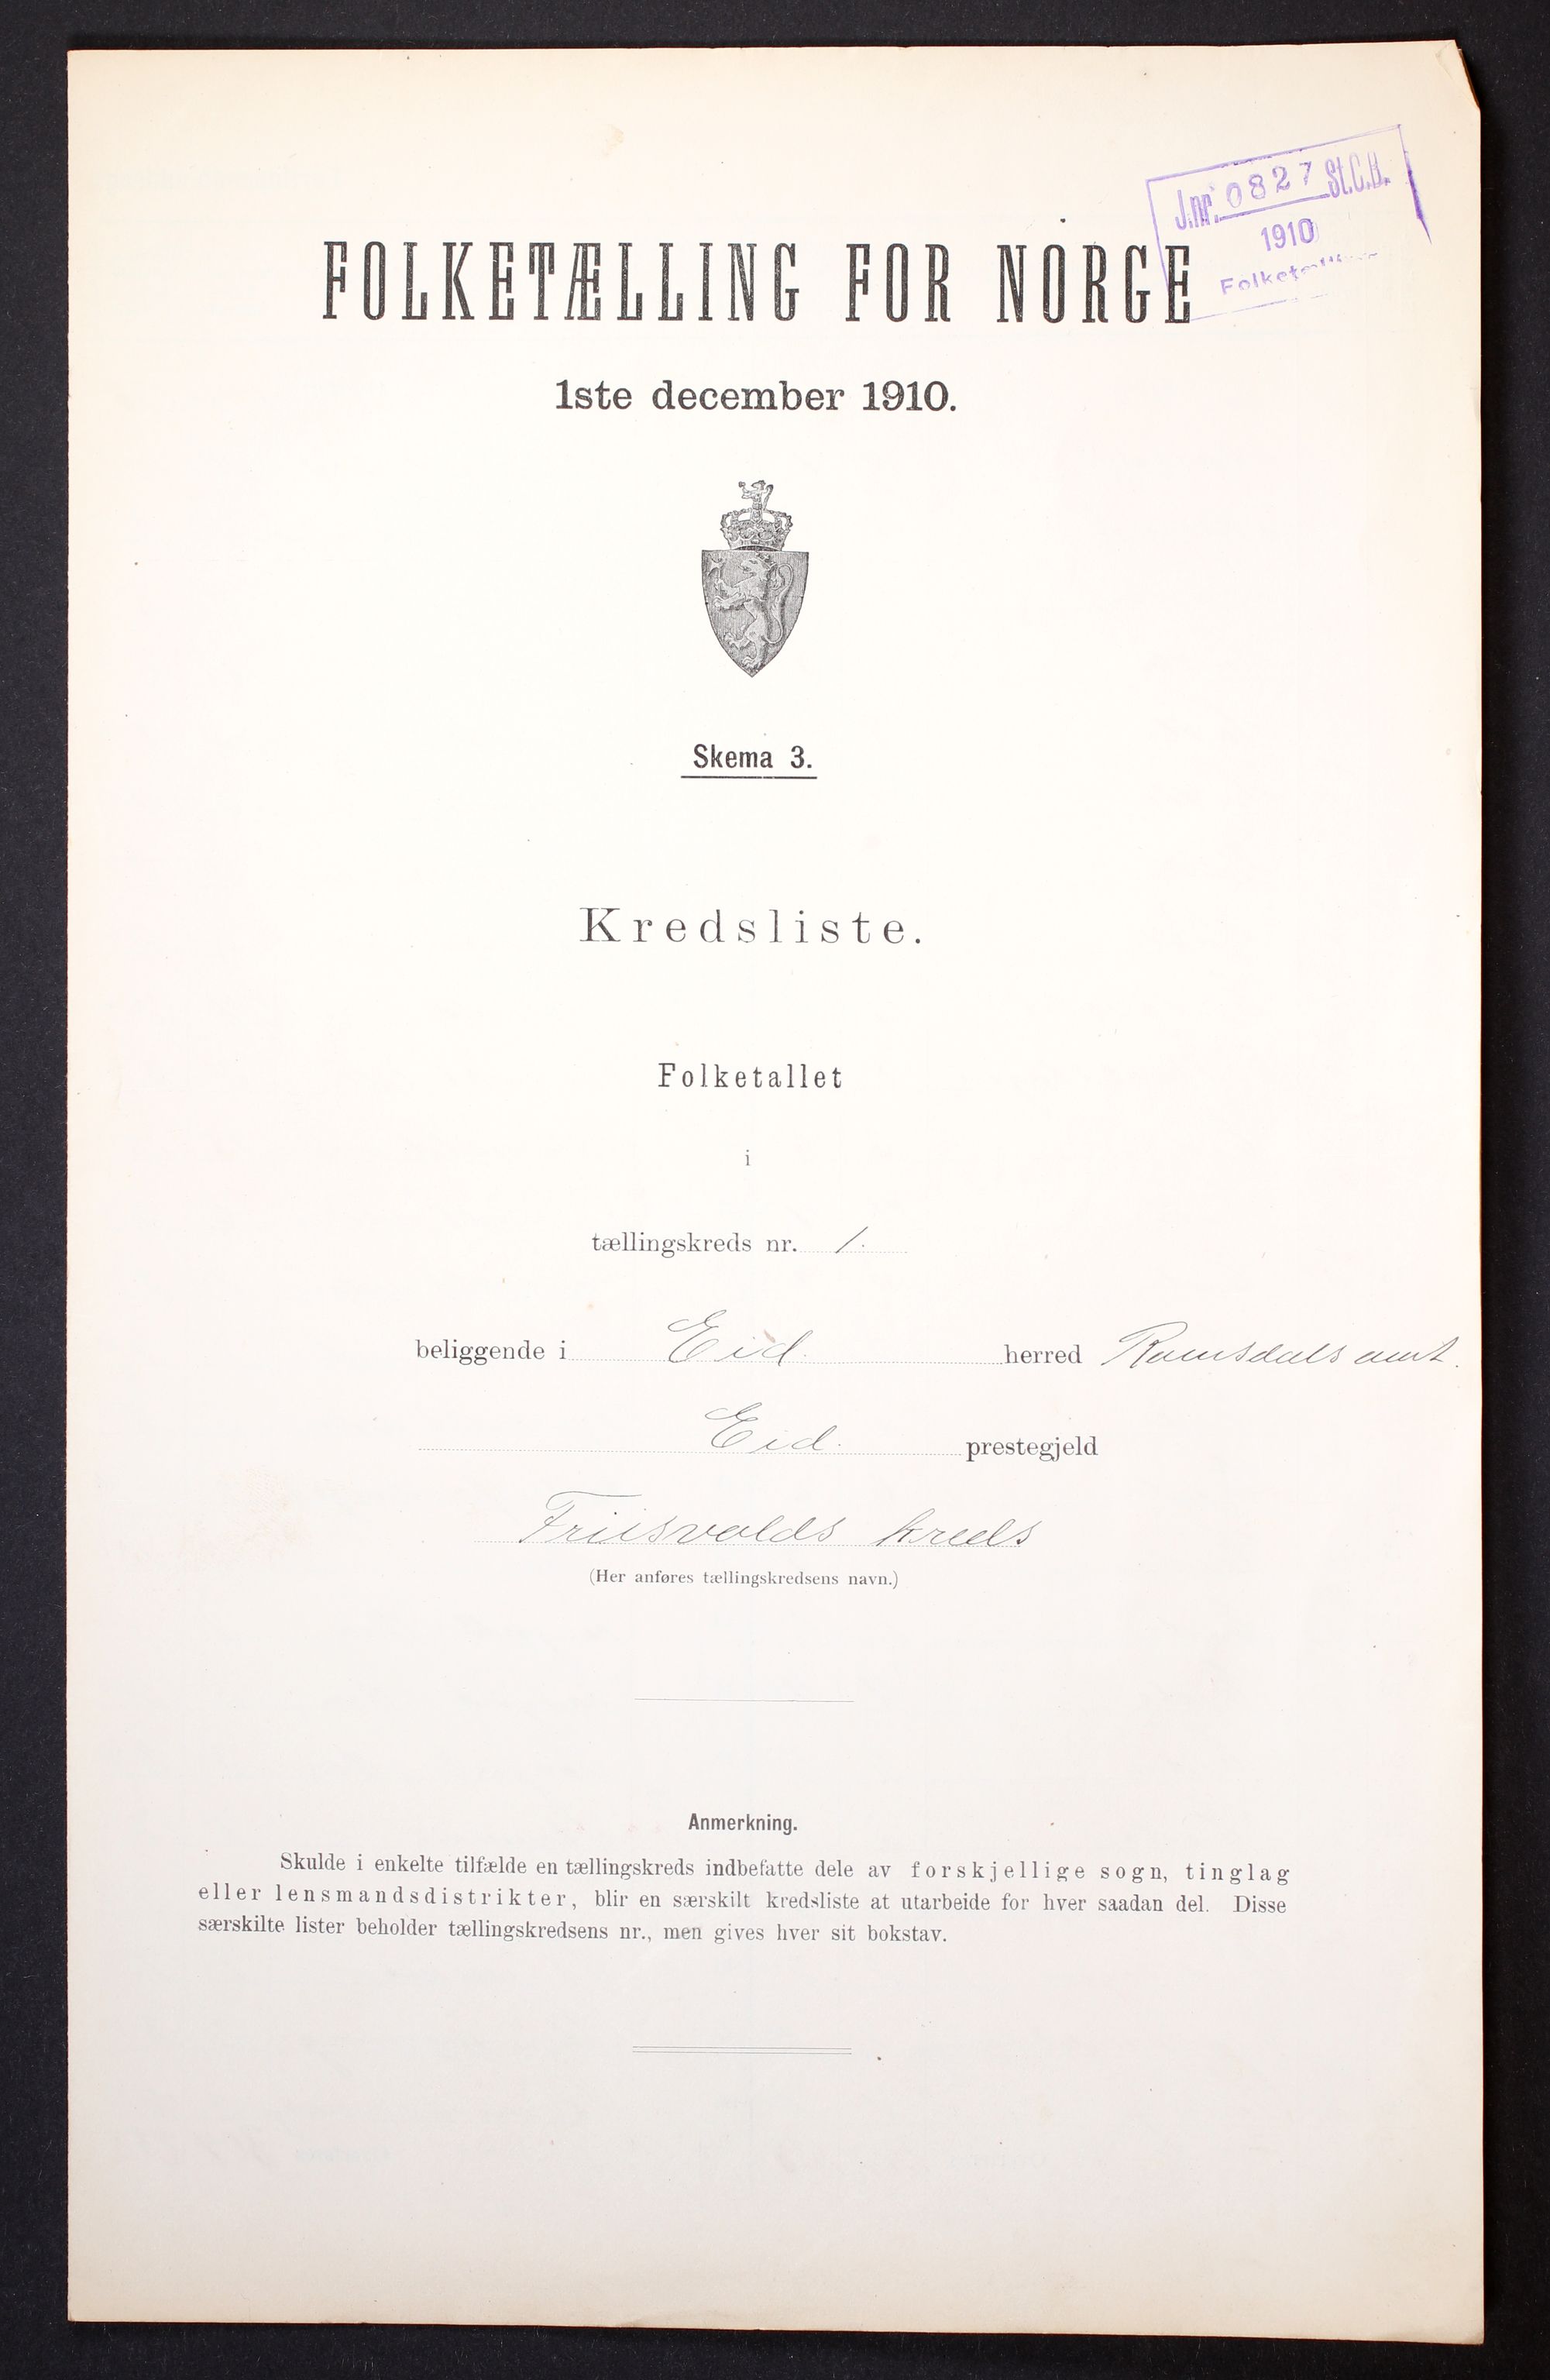 J.nr. 0827 St.C.B.
1910
FOLKETÆLLING FOR NORGE
1ste december 1910.
Skema 3.
Kredsliste.
Folketallet
i
tællingskreds nr. 1.
beliggende i Eid. herred Romsdals amt.
Eid. prestegjeld
Friisvolds kreds
(Her anføres tællingskredsens navn.)
Anmerkning.
Skulde i enkelte tilfælde en tællingskreds indbefatte dele av forskjellige sogn, tinglag
eller lensmandsdistrikter, blir en særskilt kredsliste at utarbeide for hver saadan del. Disse
særskilte lister beholder tællingskredsens nr., men gives hver sit bokstav.